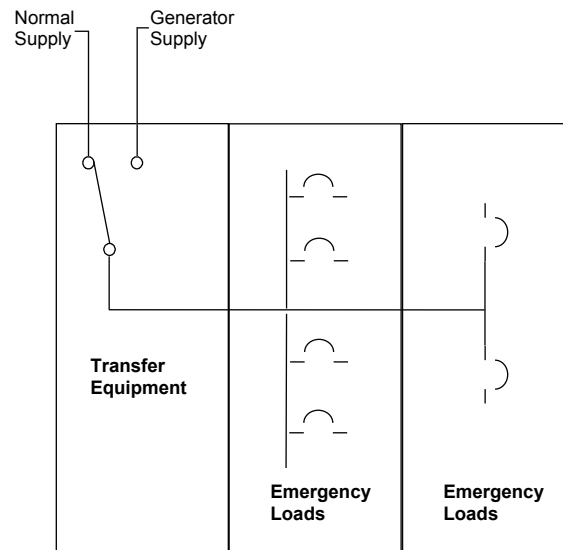 Normal
Supply
Generator
Supply
Transfer
Equipment
Emergency
Loads
Emergency
Loads